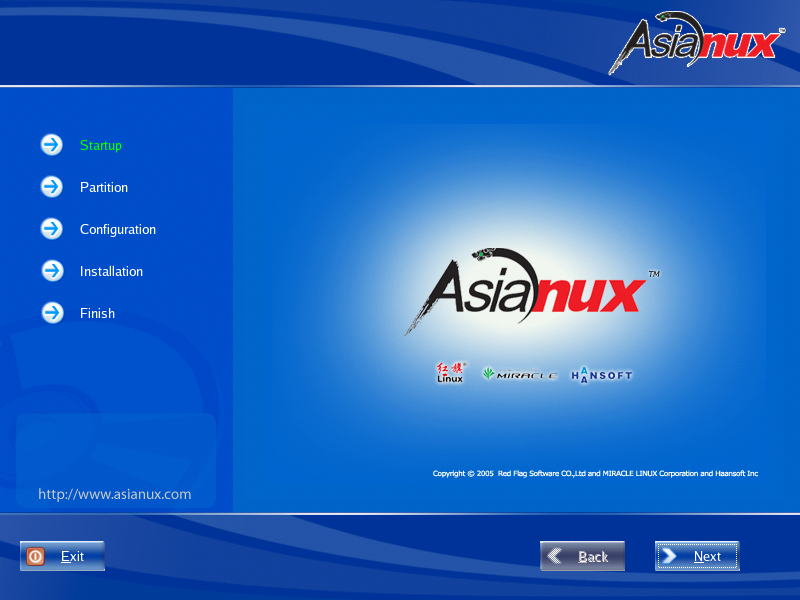 Asianux™
Startup
Partition
Configuration
Installation
Finish
Asianux™
红旗®
Linux
MIRACLE
HANSOFT
Copyright © 2005 Red Flag Software CO.,Ltd and MIRACLE LINUX Corporation and Haansoft Inc
http://www.asianux.com
Exit
Back
Next